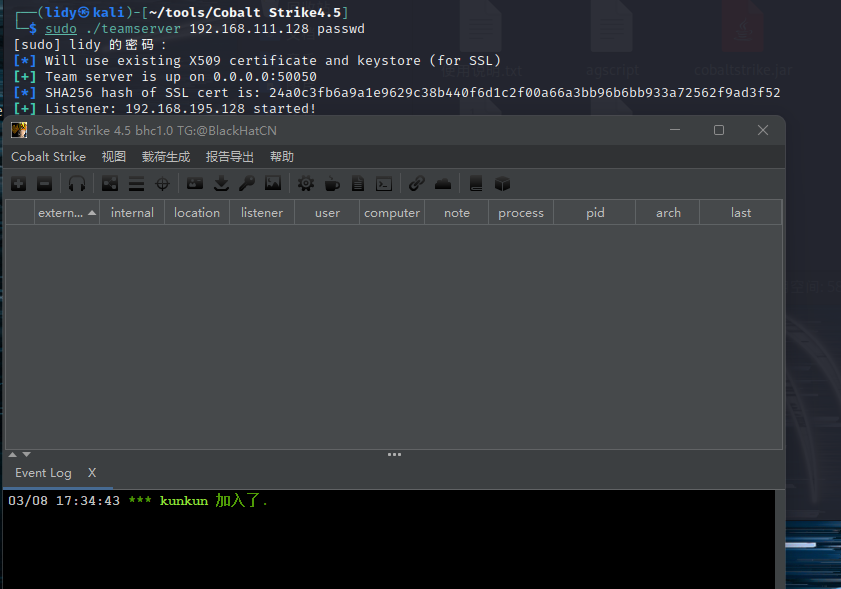 ┌──(lidy㉿kali)-[~/tools/Cobalt Strike4.5]
└─$ sudo ./teamserver 192.168.111.128 passwd
[sudo] lidy 的密码：
[*] Will use existing X509 certificate and keystore (for SSL)
[+] Team server is up on 0.0.0.0:50050
[*] SHA256 hash of SSL cert is: 24a0c3fb6a9a1e9629c38b440f6d1c2f00a66a3bb96b6bb933a72562f9ad3f52
[+] Listener: 192.168.195.128 started!
agscript
cobaltstrike.jar
Cobalt Strike 4.5 bhc1.0 TG:@BlackHatCN
Cobalt Strike 视图 载荷生成 报告导出 帮助
extern... internal location listener user computer note process pid arch last
Event Log X
03/08 17:34:43 *** kunkun 加入了.